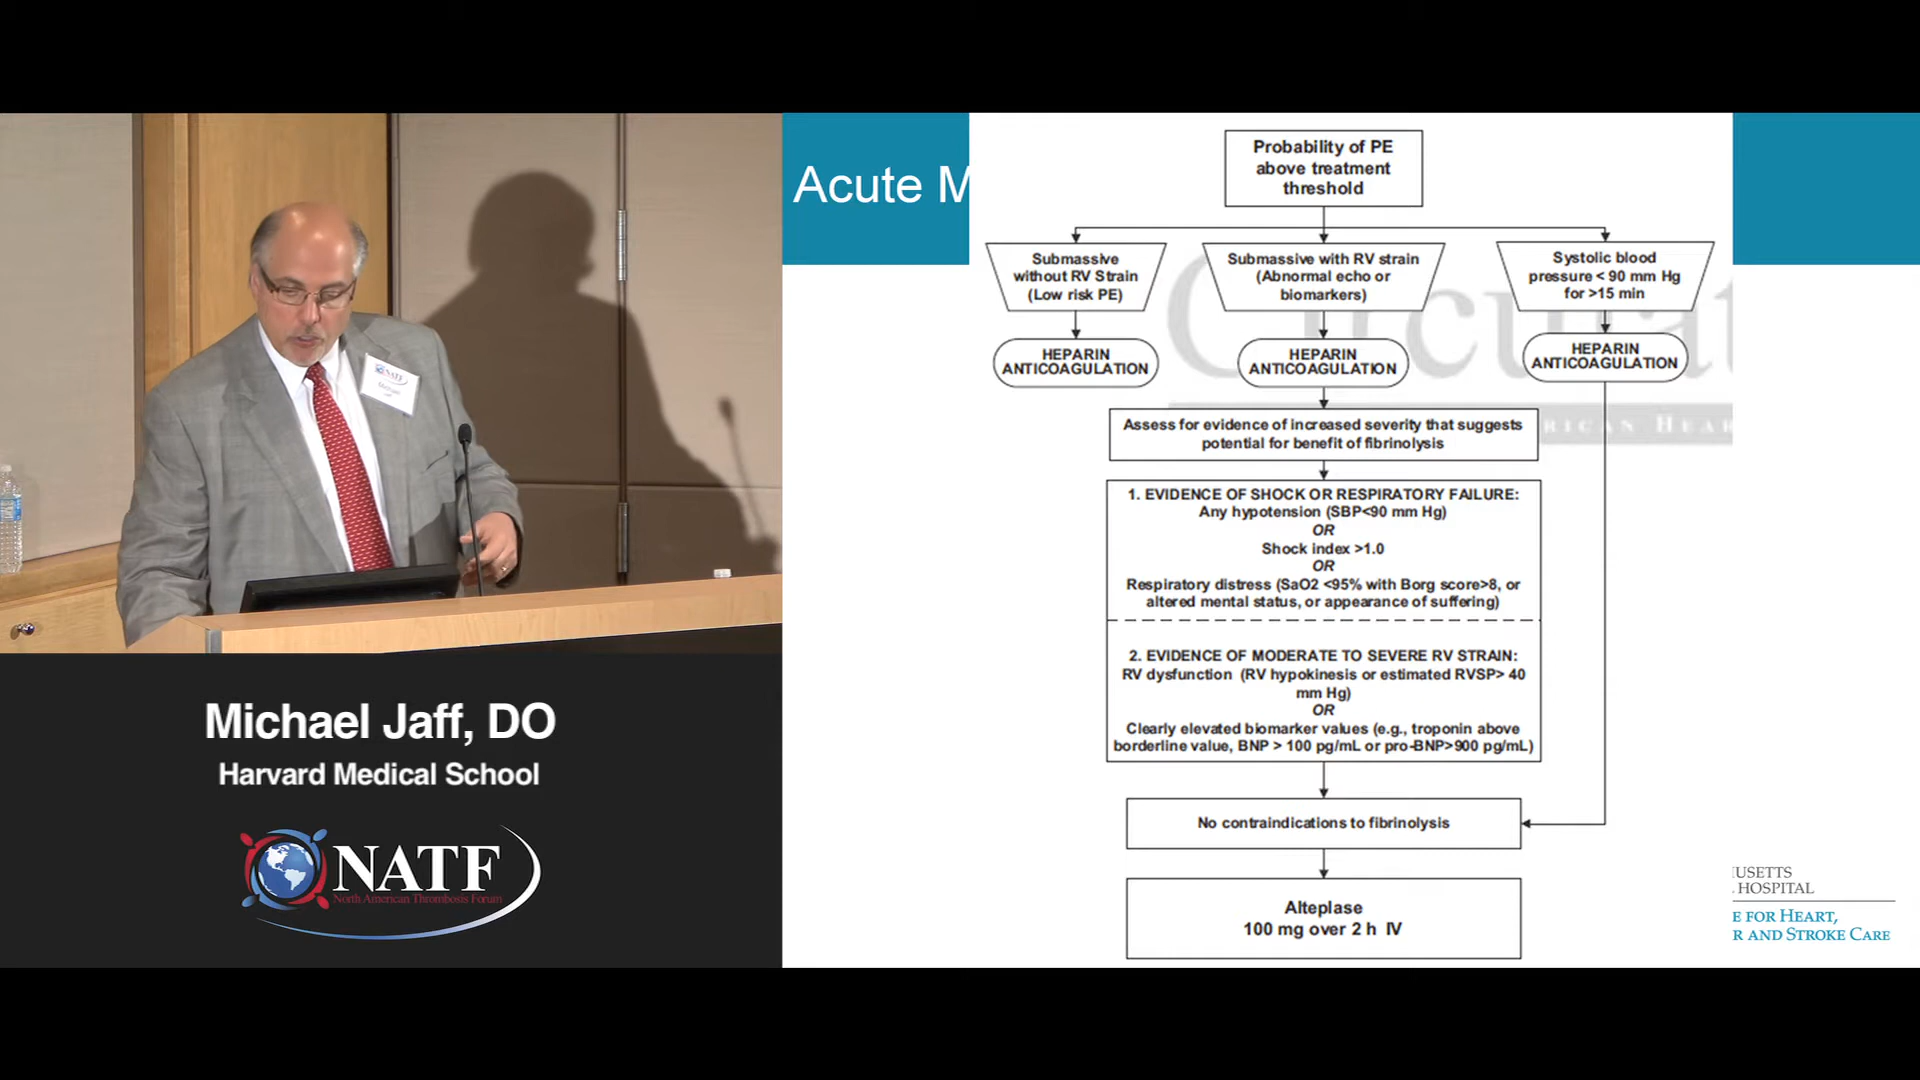 Acute M
Probability of PE
above treatment
threshold
Submassive
without RV Strain
(Low risk PE)
Submassive with RV strain
(Abnormal echo or
biomarkers)
Systolic blood
pressure < 90 mm Hg
for >15 min
HEPARIN
ANTICOAGULATION
HEPARIN
ANTICOAGULATION
HEPARIN
ANTICOAGULATION
Assess for evidence of increased severity that suggests
potential for benefit of fibrinolysis
RICAN HEAR
1. EVIDENCE OF SHOCK OR RESPIRATORY FAILURE:
Any hypotension (SBP<90 mm Hg)
OR
Shock index >1.0
OR
Respiratory distress (SaO2 <95% with Borg score>8, or
altered mental status, or appearance of suffering)
2. EVIDENCE OF MODERATE TO SEVERE RV STRAIN:
RV dysfunction (RV hypokinesis or estimated RVSP> 40
mm Hg)
OR
Clearly elevated biomarker values (e.g., troponin above
borderline value, BNP > 100 pg/mL or pro-BNP>900 pg/mL)
No contraindications to fibrinolysis
Alteplase
100 mg over 2 h IV
USETTS
HOSPITAL
E FOR HEART,
R AND STROKE CARE
NATF
Michael
Michael Jaff, DO
Harvard Medical School
NATF
North American Thrombosis Forum